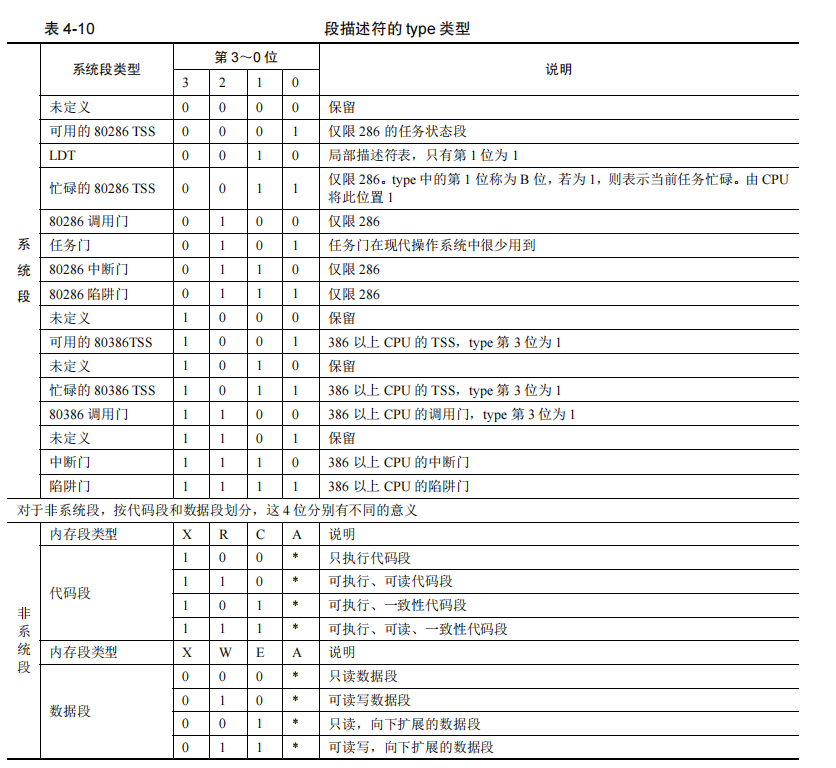 表 4-10 段描述符的 type 类型
系统段类型 第 3～0 位 说明
3 2 1 0
系统段
未定义 0 0 0 0 保留
可用的 80286 TSS 0 0 0 1 仅限 286 的任务状态段
LDT 0 0 1 0 局部描述符表，只有第 1 位为 1
忙碌的 80286 TSS 0 0 1 1 仅限 286。type 中的第 1 位称为 B 位，若为 1，则表示当前任务忙碌。由 CPU
将此位置 1
80286 调用门 0 1 0 0 仅限 286
任务门 0 1 0 1 任务门在现代操作系统中很少用到
80286 中断门 0 1 1 0 仅限 286
80286 陷阱门 0 1 1 1 仅限 286
未定义 1 0 0 0 保留
可用的 80386TSS 1 0 0 1 386 以上 CPU 的 TSS，type 第 3 位为 1
未定义 1 0 1 0 保留
忙碌的 80386 TSS 1 0 1 1 386 以上 CPU 的 TSS，type 第 3 位为 1
80386 调用门 1 1 0 0 386 以上 CPU 的调用门，type 第 3 位为 1
未定义 1 1 0 1 保留
中断门 1 1 1 0 386 以上 CPU 的中断门
陷阱门 1 1 1 1 386 以上 CPU 的陷阱门
对于非系统段，按代码段和数据段划分，这 4 位分别有不同的意义
非系统段
内存段类型 X R C A 说明
代码段
1 0 0 * 只执行代码段
1 1 0 * 可执行、可读代码段
1 0 1 * 可执行、一致性代码段
1 1 1 * 可执行、可读、一致性代码段
内存段类型 X W E A 说明
数据段
0 0 0 * 只读数据段
0 1 0 * 可读写数据段
0 0 1 * 只读，向下扩展的数据段
0 1 1 * 可读写，向下扩展的数据段